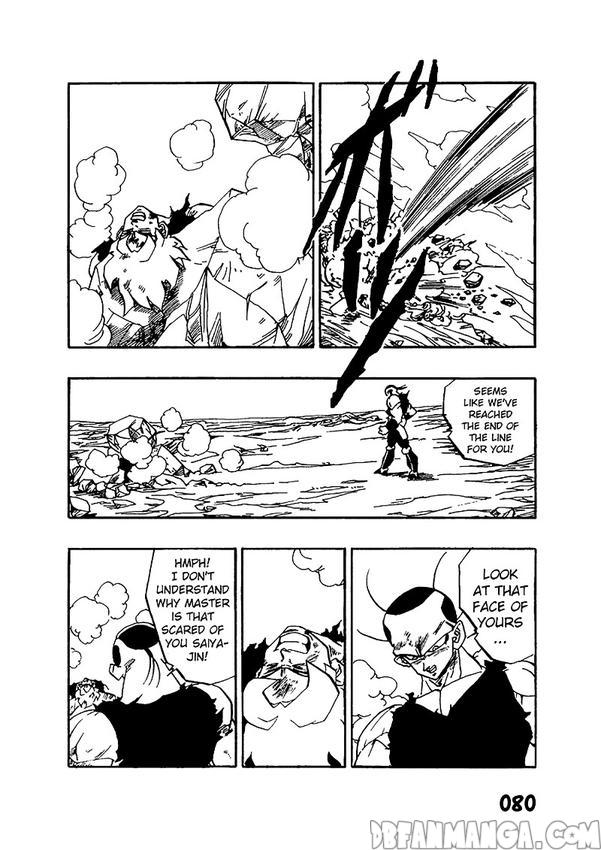 SEEMS
LIKE WE'VE
REACHED
THE END OF
THE LINE
FOR YOU!
HMPH!
I DON'T
UNDERSTAND
WHY MASTER
IS THAT
SCARED OF
YOU SAIYA-
JIN!
LOOK
AT THAT
FACE OF
YOURS
...
080
DBFANMANGA.COM